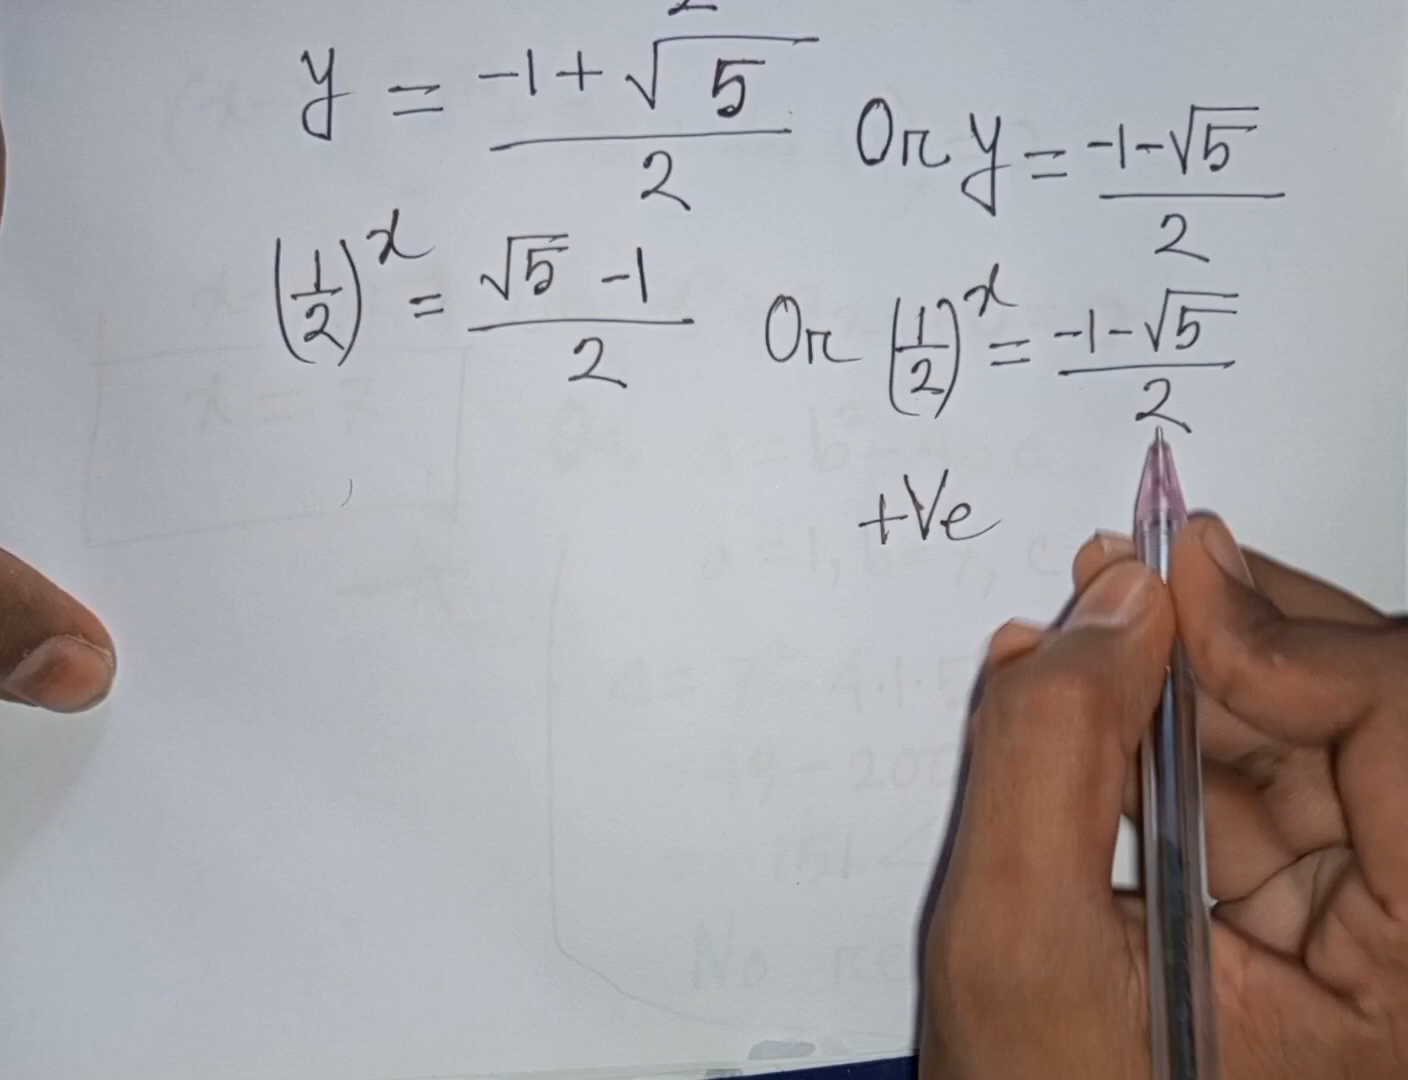 y = (-1 + √5)/2 Or y = (-1-√5)/2
(1/2)^x = (√5 - 1)/2 Or (1/2)^x = (-1-√5)/2
+Ve